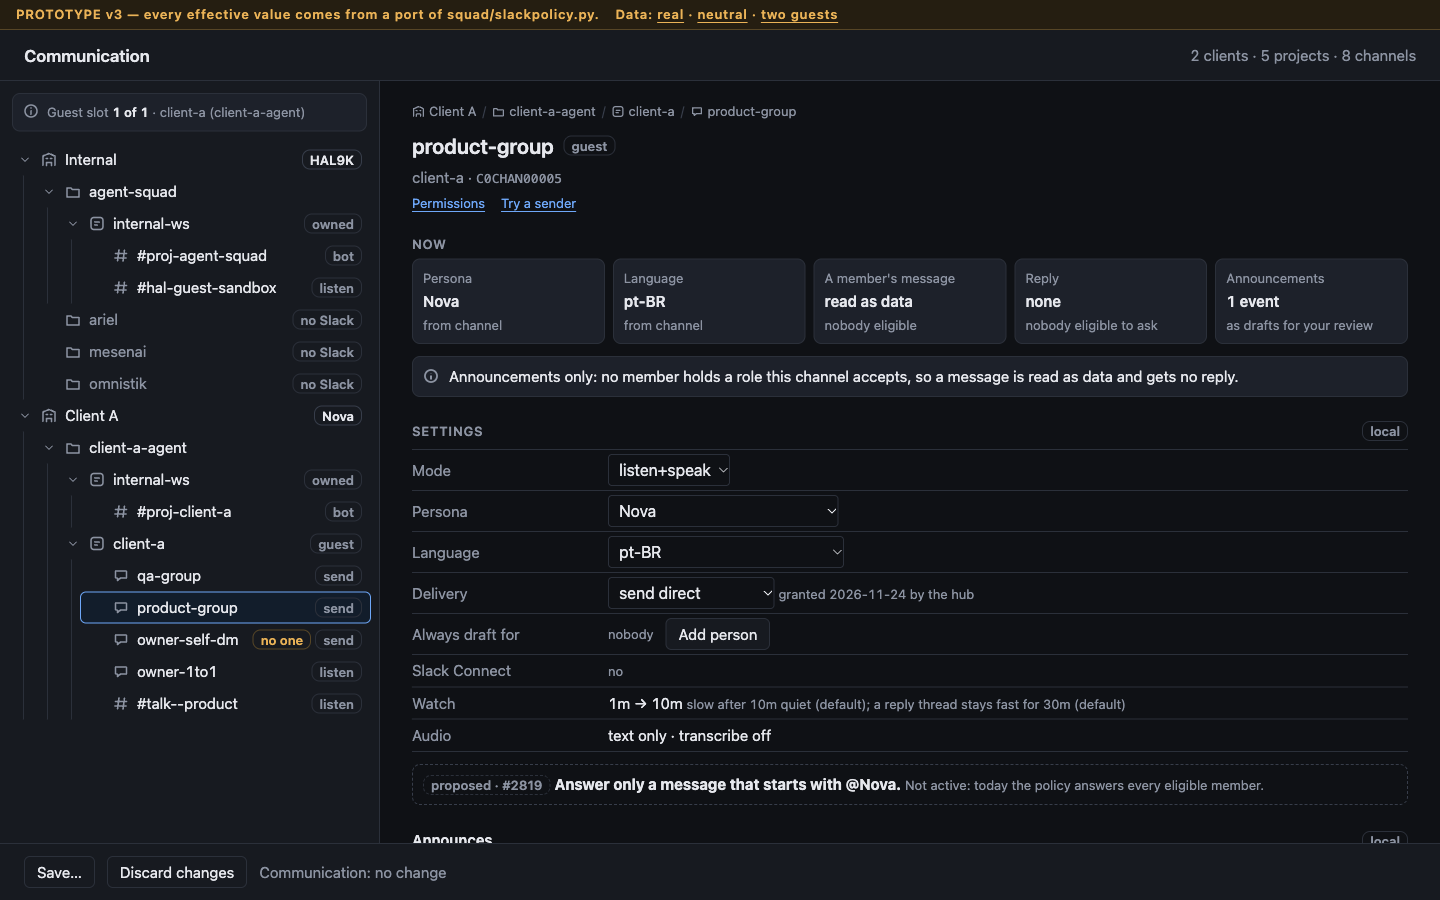 PROTOTYPE v3 — every effective value comes from a port of squad/slackpolicy.py. Data: real · neutral · two guests
Communication
2 clients · 5 projects · 8 channels
Guest slot 1 of 1 · client-a (client-a-agent)
Internal HAL9K
agent-squad
internal-ws owned
#proj-agent-squad bot
#hal-guest-sandbox listen
ariel no Slack
mesenai no Slack
omnistik no Slack
Client A Nova
client-a-agent
internal-ws owned
#proj-client-a bot
client-a guest
qa-group send
product-group send
owner-self-dm no one send
owner-1to1 listen
#talk--product listen
Client A / client-a-agent / client-a / product-group
product-group guest
client-a · C0CHAN00005
Permissions Try a sender
NOW
Persona
Nova
from channel
Language
pt-BR
from channel
A member's message
read as data
nobody eligible
Reply
none
nobody eligible to ask
Announcements
1 event
as drafts for your review
Announcements only: no member holds a role this channel accepts, so a message is read as data and gets no reply.
SETTINGS local
Mode listen+speak
Persona Nova
Language pt-BR
Delivery send direct granted 2026-11-24 by the hub
Always draft for nobody Add person
Slack Connect no
Watch 1m → 10m slow after 10m quiet (default); a reply thread stays fast for 30m (default)
Audio text only · transcribe off
proposed · #2819 Answer only a message that starts with @Nova. Not active: today the policy answers every eligible member.
Announces local
Save... Discard changes Communication: no change